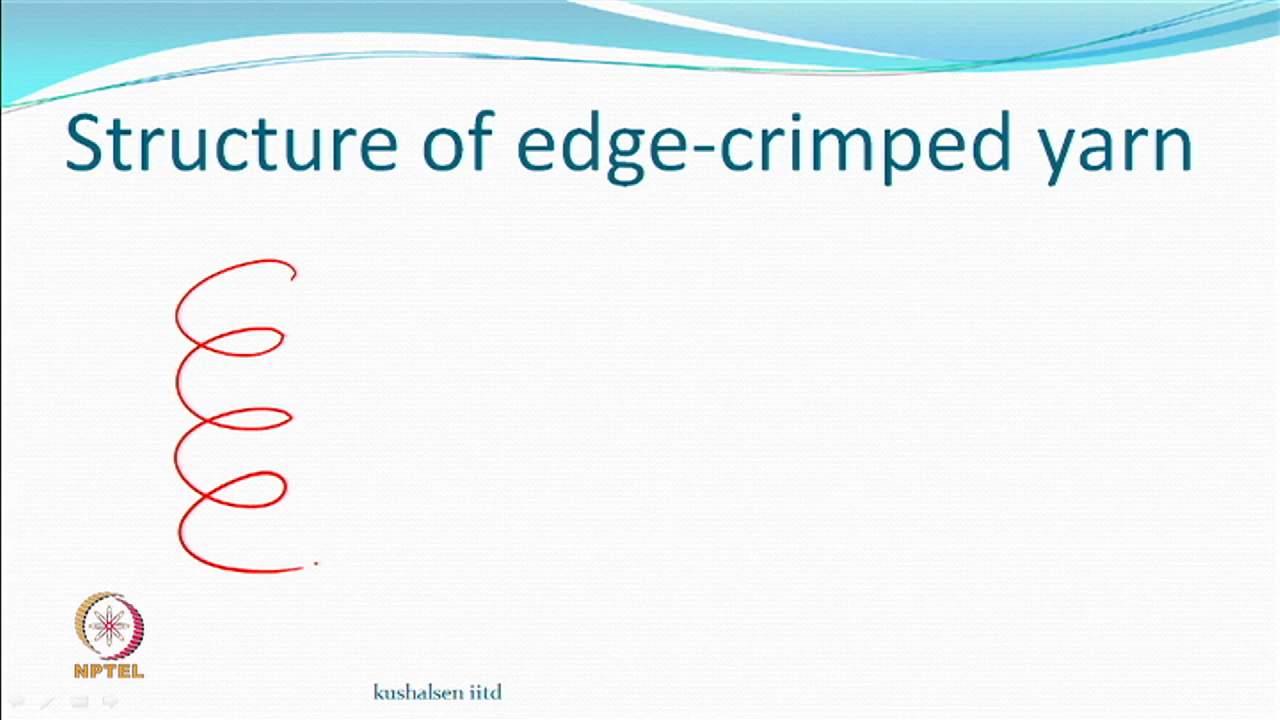 Structure of edge-crimped yarn
NPTEL
kushalsen iitd